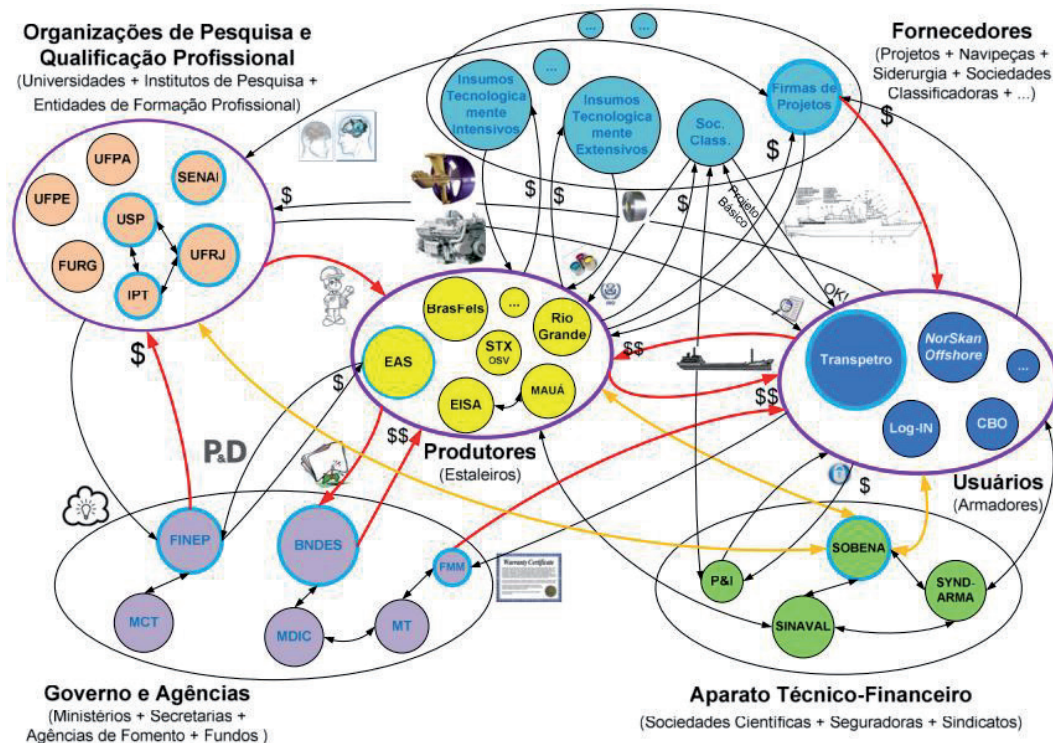 Organizações de Pesquisa e
Qualificação Profissional
(Universidades + Institutos de Pesquisa +
Entidades de Formação Profissional)
Fornecedores
(Projetos + Navipeças +
Siderurgia + Sociedades
Classificadoras + ...)
...
...
...
Insumos
Tecnologica
mente
Intensivos
Insumos
Tecnologica
mente
Extensivos
Soc.
Class.
Firmas de
Projetos
$
$
$
$
$
Projeto
Básico
OK!
UFPA
SENAI
UFPE
USP
UFRJ
FURG
IPT
$
BrasFels
...
Rio
Grande
STX
OSV
EAS
EISA
MAUÁ
$
$$
$$
$$
Produtores
(Estaleiros)
Transpetro
NorSkan
Offshore
...
Log-IN
CBO
$
Usuários
(Armadores)
P&D
FINEP
BNDES
FMM
MCT
MDIC
MT
Warranty Certificate
SOBENA
P&I
SYND-
ARMA
SINAVAL
Governo e Agências
(Ministérios + Secretarias +
Agências de Fomento + Fundos )
Aparato Técnico-Financeiro
(Sociedades Científicas + Seguradoras + Sindicatos)